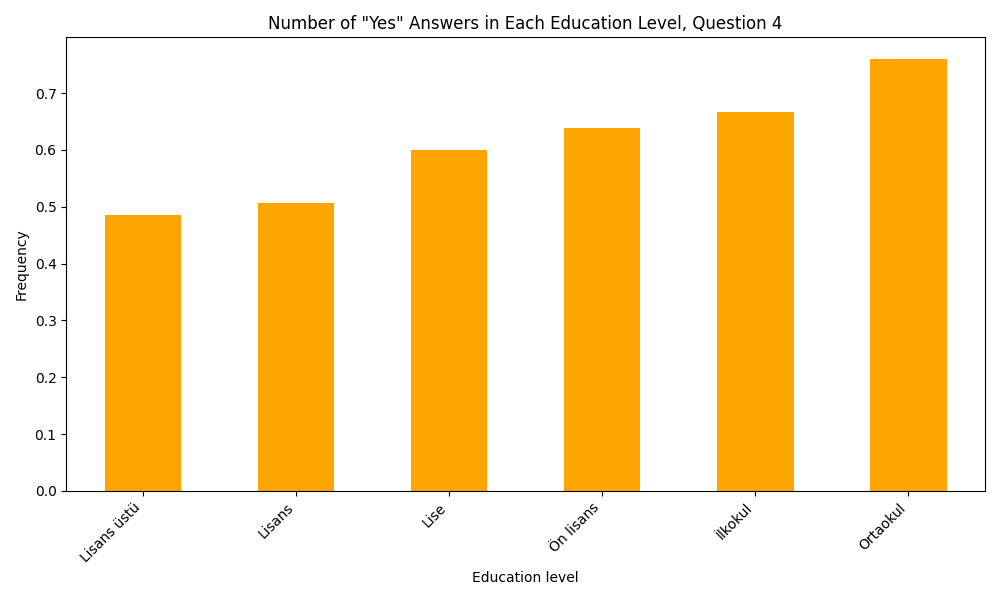 Number of "Yes" Answers in Each Education Level, Question 4
0.7
0.6
0.5
0.4
0.3
0.2
0.1
0.0
Frequency
Lisans üstü
Lisans
Lise
Ön lisans
İlkokul
Ortaokul
Education level